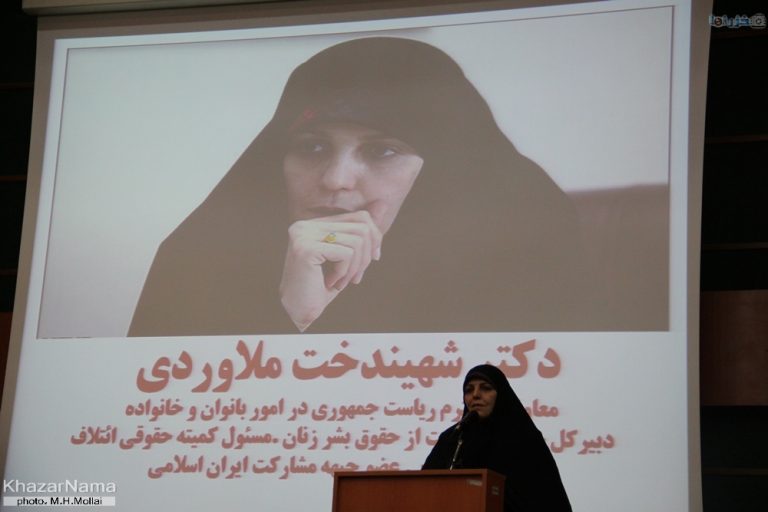 دکتر شهیندخت ملاوردی
ریاست جمهوری در امور بانوان و خانواده
دبیرکل از حقوق بشر زنان .مسئول کمیته حقوقی ائتلاف
عضو جبهه مشارکت ایران اسلامی
KhazarNama
photo، M.H.Mollai